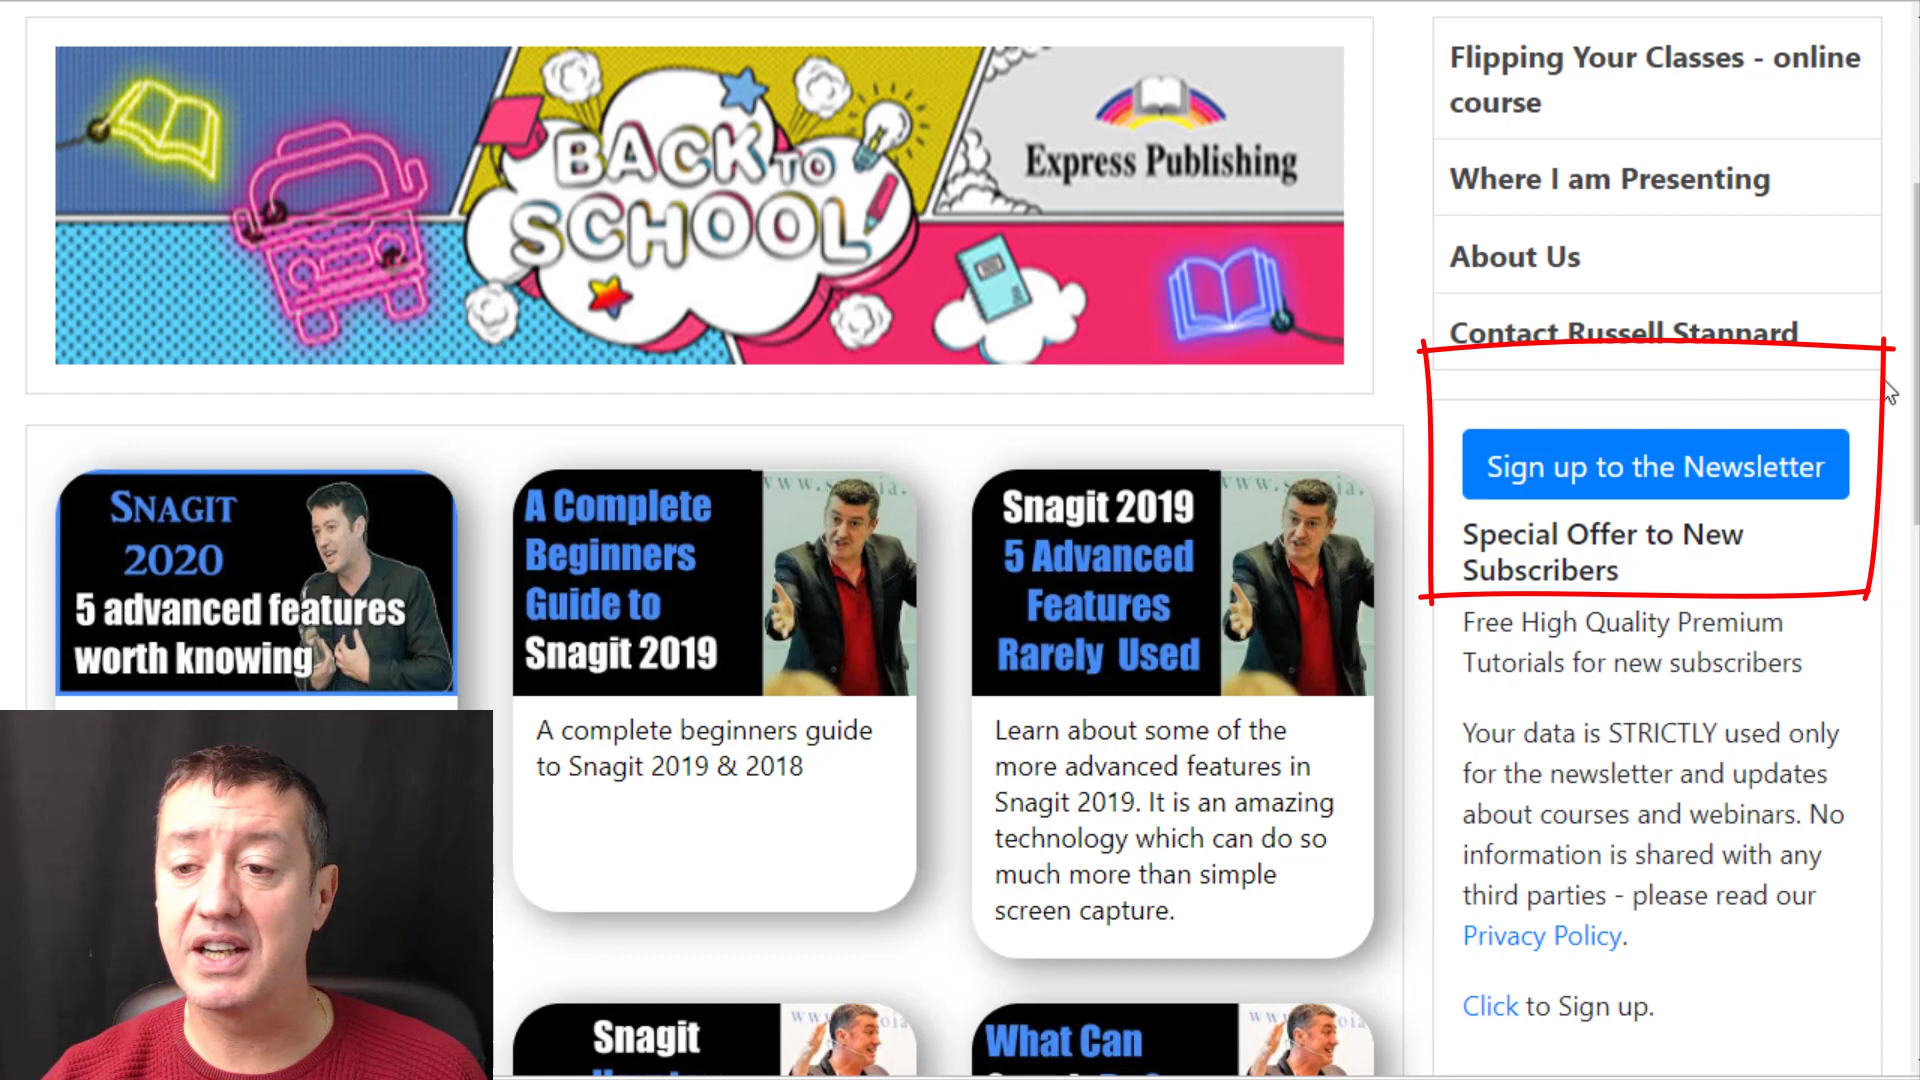 BACK TO
SCHOOL
Express Publishing
Flipping Your Classes - online
course
Where I am Presenting
About Us
Contact Russell Stannard
Sign up to the Newsletter
Special Offer to New
Subscribers
Free High Quality Premium
Tutorials for new subscribers
Your data is STRICTLY used only
for the newsletter and updates
about courses and webinars. No
information is shared with any
third parties - please read our
Privacy Policy.
Click to Sign up.
SNAGIT
2020
5 advanced features
worth knowing
A Complete
Beginners
Guide to
Snagit 2019
A complete beginners guide
to Snagit 2019 & 2018
Snagit 2019
5 Advanced
Features
Rarely Used
Learn about some of the
more advanced features in
Snagit 2019. It is an amazing
technology which can do so
much more than simple
screen capture.
Snagit
What Can